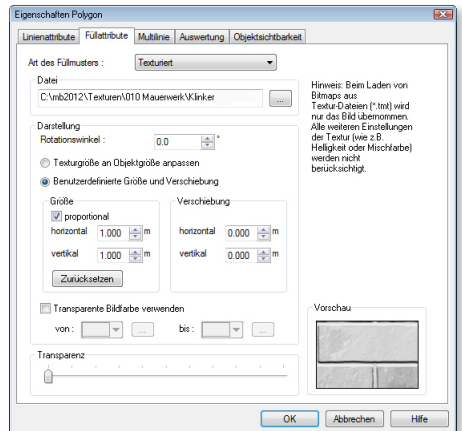 Eigenschaften Polygon
Linienattribute Füllattribute Multilinie Auswertung Objektsichtbarkeit
Art des Füllmusters : Texturiert
Datei
C:\mb2012\Texturen\010 Mauerwerk\Klinker ...
Hinweis: Beim Laden von
Bitmaps aus
Textur-Dateien (*.tmt) wird
nur das Bild übernommen.
Alle weiteren Einstellungen
der Textur (wie z.B.
Helligkeit oder Mischfarbe)
werden nicht
berücksichtigt.
Darstellung
Rotationswinkel : 0.0 °
Texturgröße an Objektgröße anpassen
Benutzerdefinierte Größe und Verschiebung
Größe Verschiebung
proportional
horizontal 1.000 m horizontal 0.000 m
vertikal 1.000 m vertikal 0.000 m
Zurücksetzen
Transparente Bildfarbe verwenden
von : ... bis : ...
Vorschau
Transparenz
OK Abbrechen Hilfe